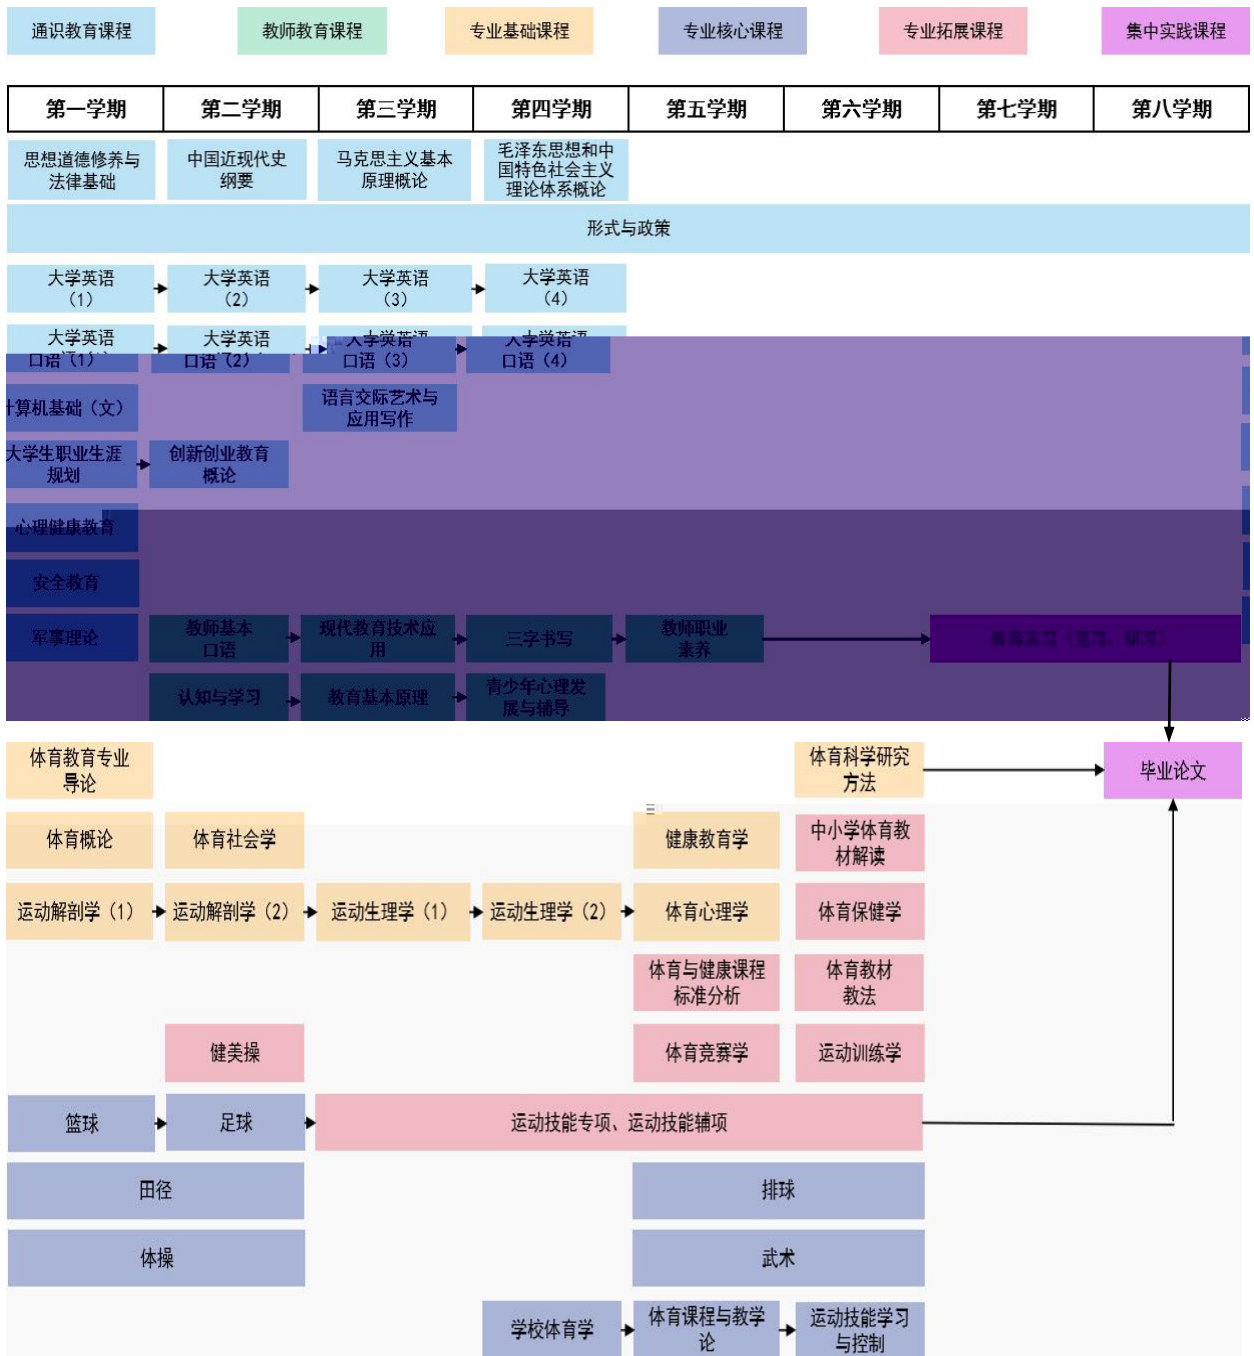 通识教育课程
教师教育课程
专业基础课程
专业核心课程
专业拓展课程
集中实践课程
第一学期
第二学期
第三学期
第四学期
第五学期
第六学期
第七学期
第八学期
思想道德修养与
法律基础
中国近现代史
纲要
马克思主义基本
原理概论
毛泽东思想和中
国特色社会主义
理论体系概论
形式与政策
大学英语
（1）
大学英语
（2）
大学英语
（3）
大学英语
（4）
大学英语
口语（1）
大学英语
口语（2）
大学英语
口语（3）
大学英语
口语（4）
计算机基础（文）
语言交际艺术与
应用写作
大学生职业生涯
规划
创新创业教育
概论
心理健康教育
安全教育
军事理论
教师基本
口语
现代教育技术应
用
三字书写
教师职业
素养
教育实习（见习、研习）
认知与学习
教育基本原理
青少年心理发
展与辅导
体育教育专业
导论
体育科学研究
方法
毕业论文
体育概论
体育社会学
健康教育学
中小学体育教
材解读
运动解剖学（1）
运动解剖学（2）
运动生理学（1）
运动生理学（2）
体育心理学
体育保健学
体育与健康课程
标准分析
体育教材
教法
健美操
体育竞赛学
运动训练学
篮球
足球
运动技能专项、运动技能辅项
田径
排球
体操
武术
学校体育学
体育课程与教学
论
运动技能学习
与控制